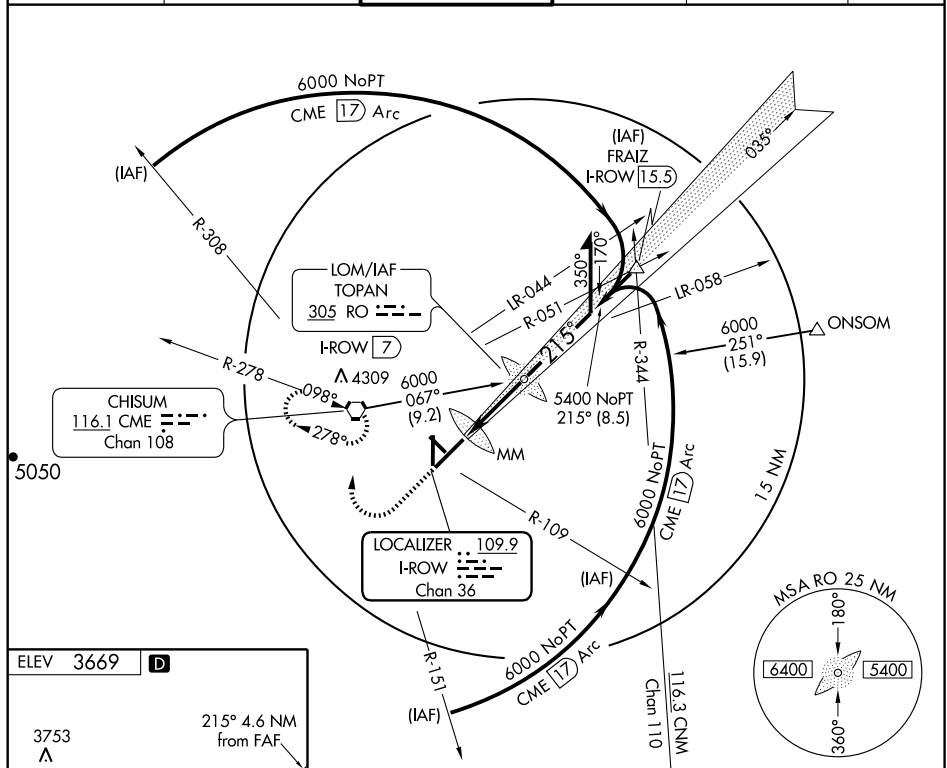 6000 NoPT
CME 17 Arc
(IAF)
R-308
(IAF)
FRAIZ
I-ROW 15.5
035°
LOM/IAF
TOPAN
305 RO
I-ROW 7
LR-044
R-051
350°
170°
LR-058
215°
6000
251°
(15.9)
ONSOM
R-344
R-278
4309
6000
067°
(9.2)
5400 NoPT
215° (8.5)
098°
278°
CHISUM
116.1 CME
Chan 108
MM
5050
6000 NoPT
CME 17 Arc
15 NM
R-109
LOCALIZER 109.9
I-ROW
Chan 36
(IAF)
MSA RO 25 NM
180°
6400
5400
360°
R-151
6000 NoPT
CME 17 Arc
(IAF)
116.3 CNM
Chan 110
ELEV 3669 D
215° 4.6 NM
from FAF
3753